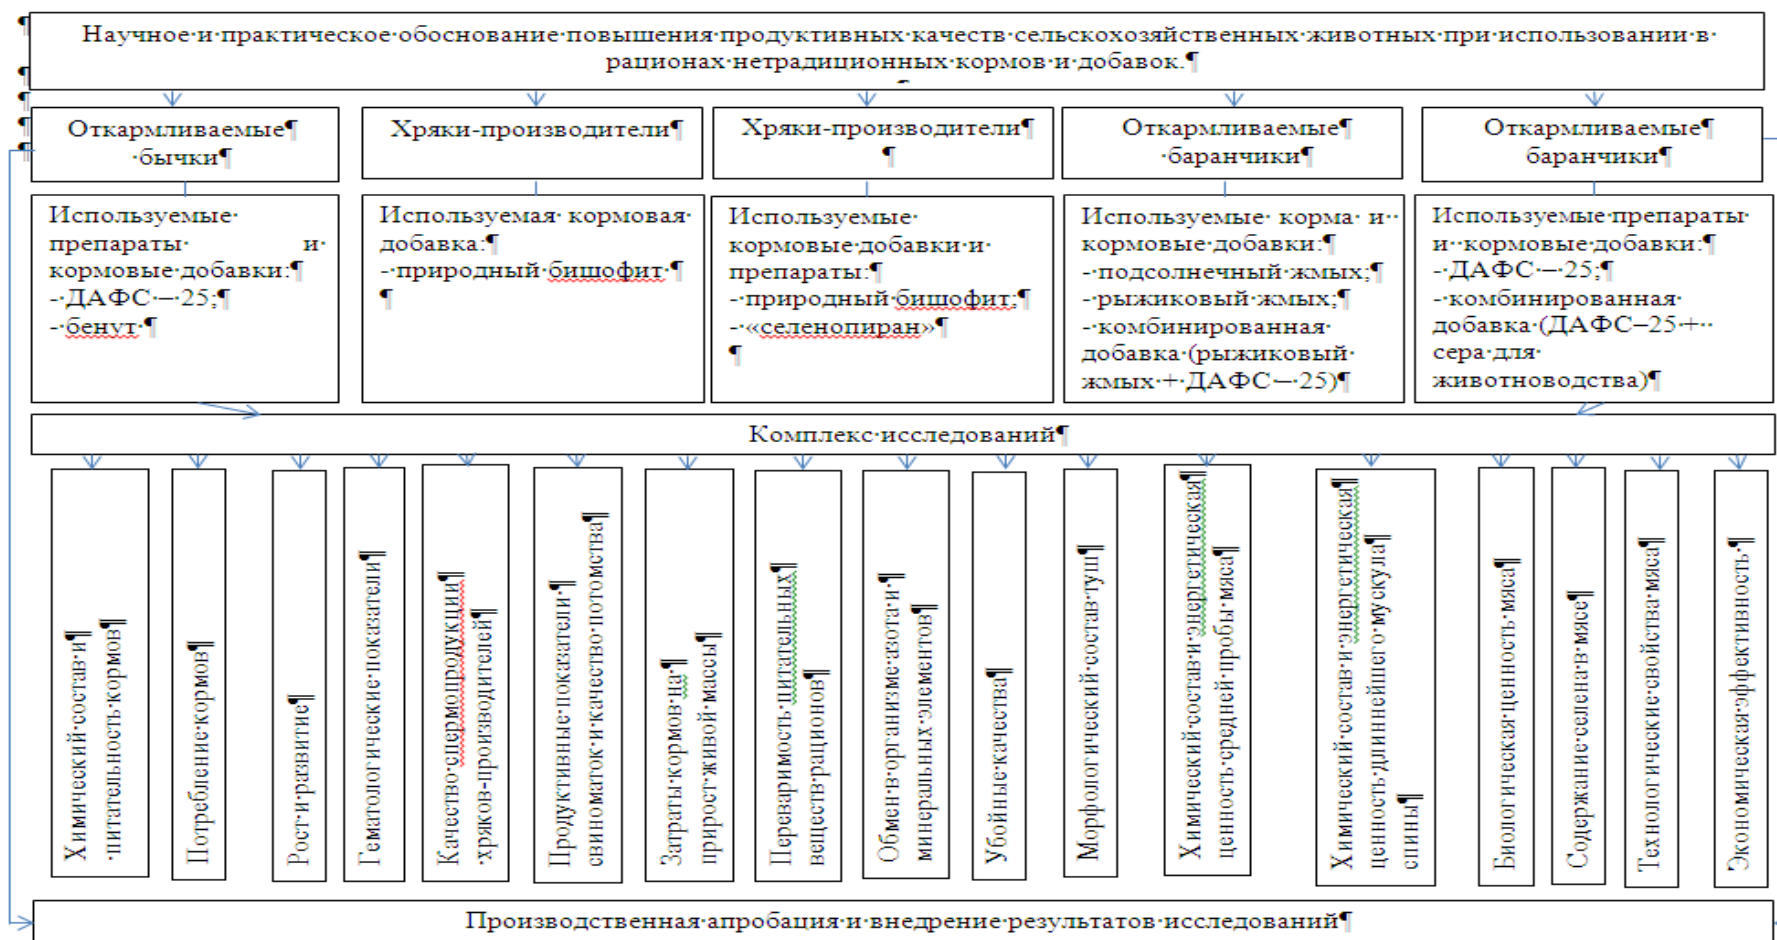 Научное и практическое обоснование повышения продуктивных качеств сельскохозяйственных животных при использовании в
рационах нетрадиционных кормов и добавок.
Откармливаемые
бычки
Хряки-производители
Хряки-производители
Откармливаемые
баранчики
Откармливаемые
баранчики
Используемые
препараты и
кормовые добавки:
- ДАФС – 25;
- бенут
Используемая кормовая
добавка:
- природный бишофит
Используемые
кормовые добавки и
препараты:
- природный бишофит;
- «селенопиран»
Используемые корма и
кормовые добавки:
- подсолнечный жмых;
- рыжиковый жмых;
- комбинированная
добавка (рыжиковый
жмых + ДАФС – 25)
Используемые препараты
и кормовые добавки:
- ДАФС – 25;
- комбинированная
добавка (ДАФС–25 +
сера для
животноводства)
Комплекс исследований
Химический состав и
питательность кормов
Потребление кормов
Рост и развитие
Гематологические показатели
Качество спермопродукции
хряков-производителей
Продуктивные показатели
свиноматок и качество потомства
Затраты кормов на
прирост живой массы
Переваримость питательных
веществ рационов
Обмен в организме азота и
минеральных элементов
Убойные качества
Морфологический состав туш
Химический состав и энергетическая
ценность средней пробы мяса
Химический состав и энергетическая
ценность длиннейшего мускула
спины
Биологическая ценность мяса
Содержание селена в мясе
Технологические свойства мяса
Экономическая эффективность
Производственная апробация и внедрение результатов исследований